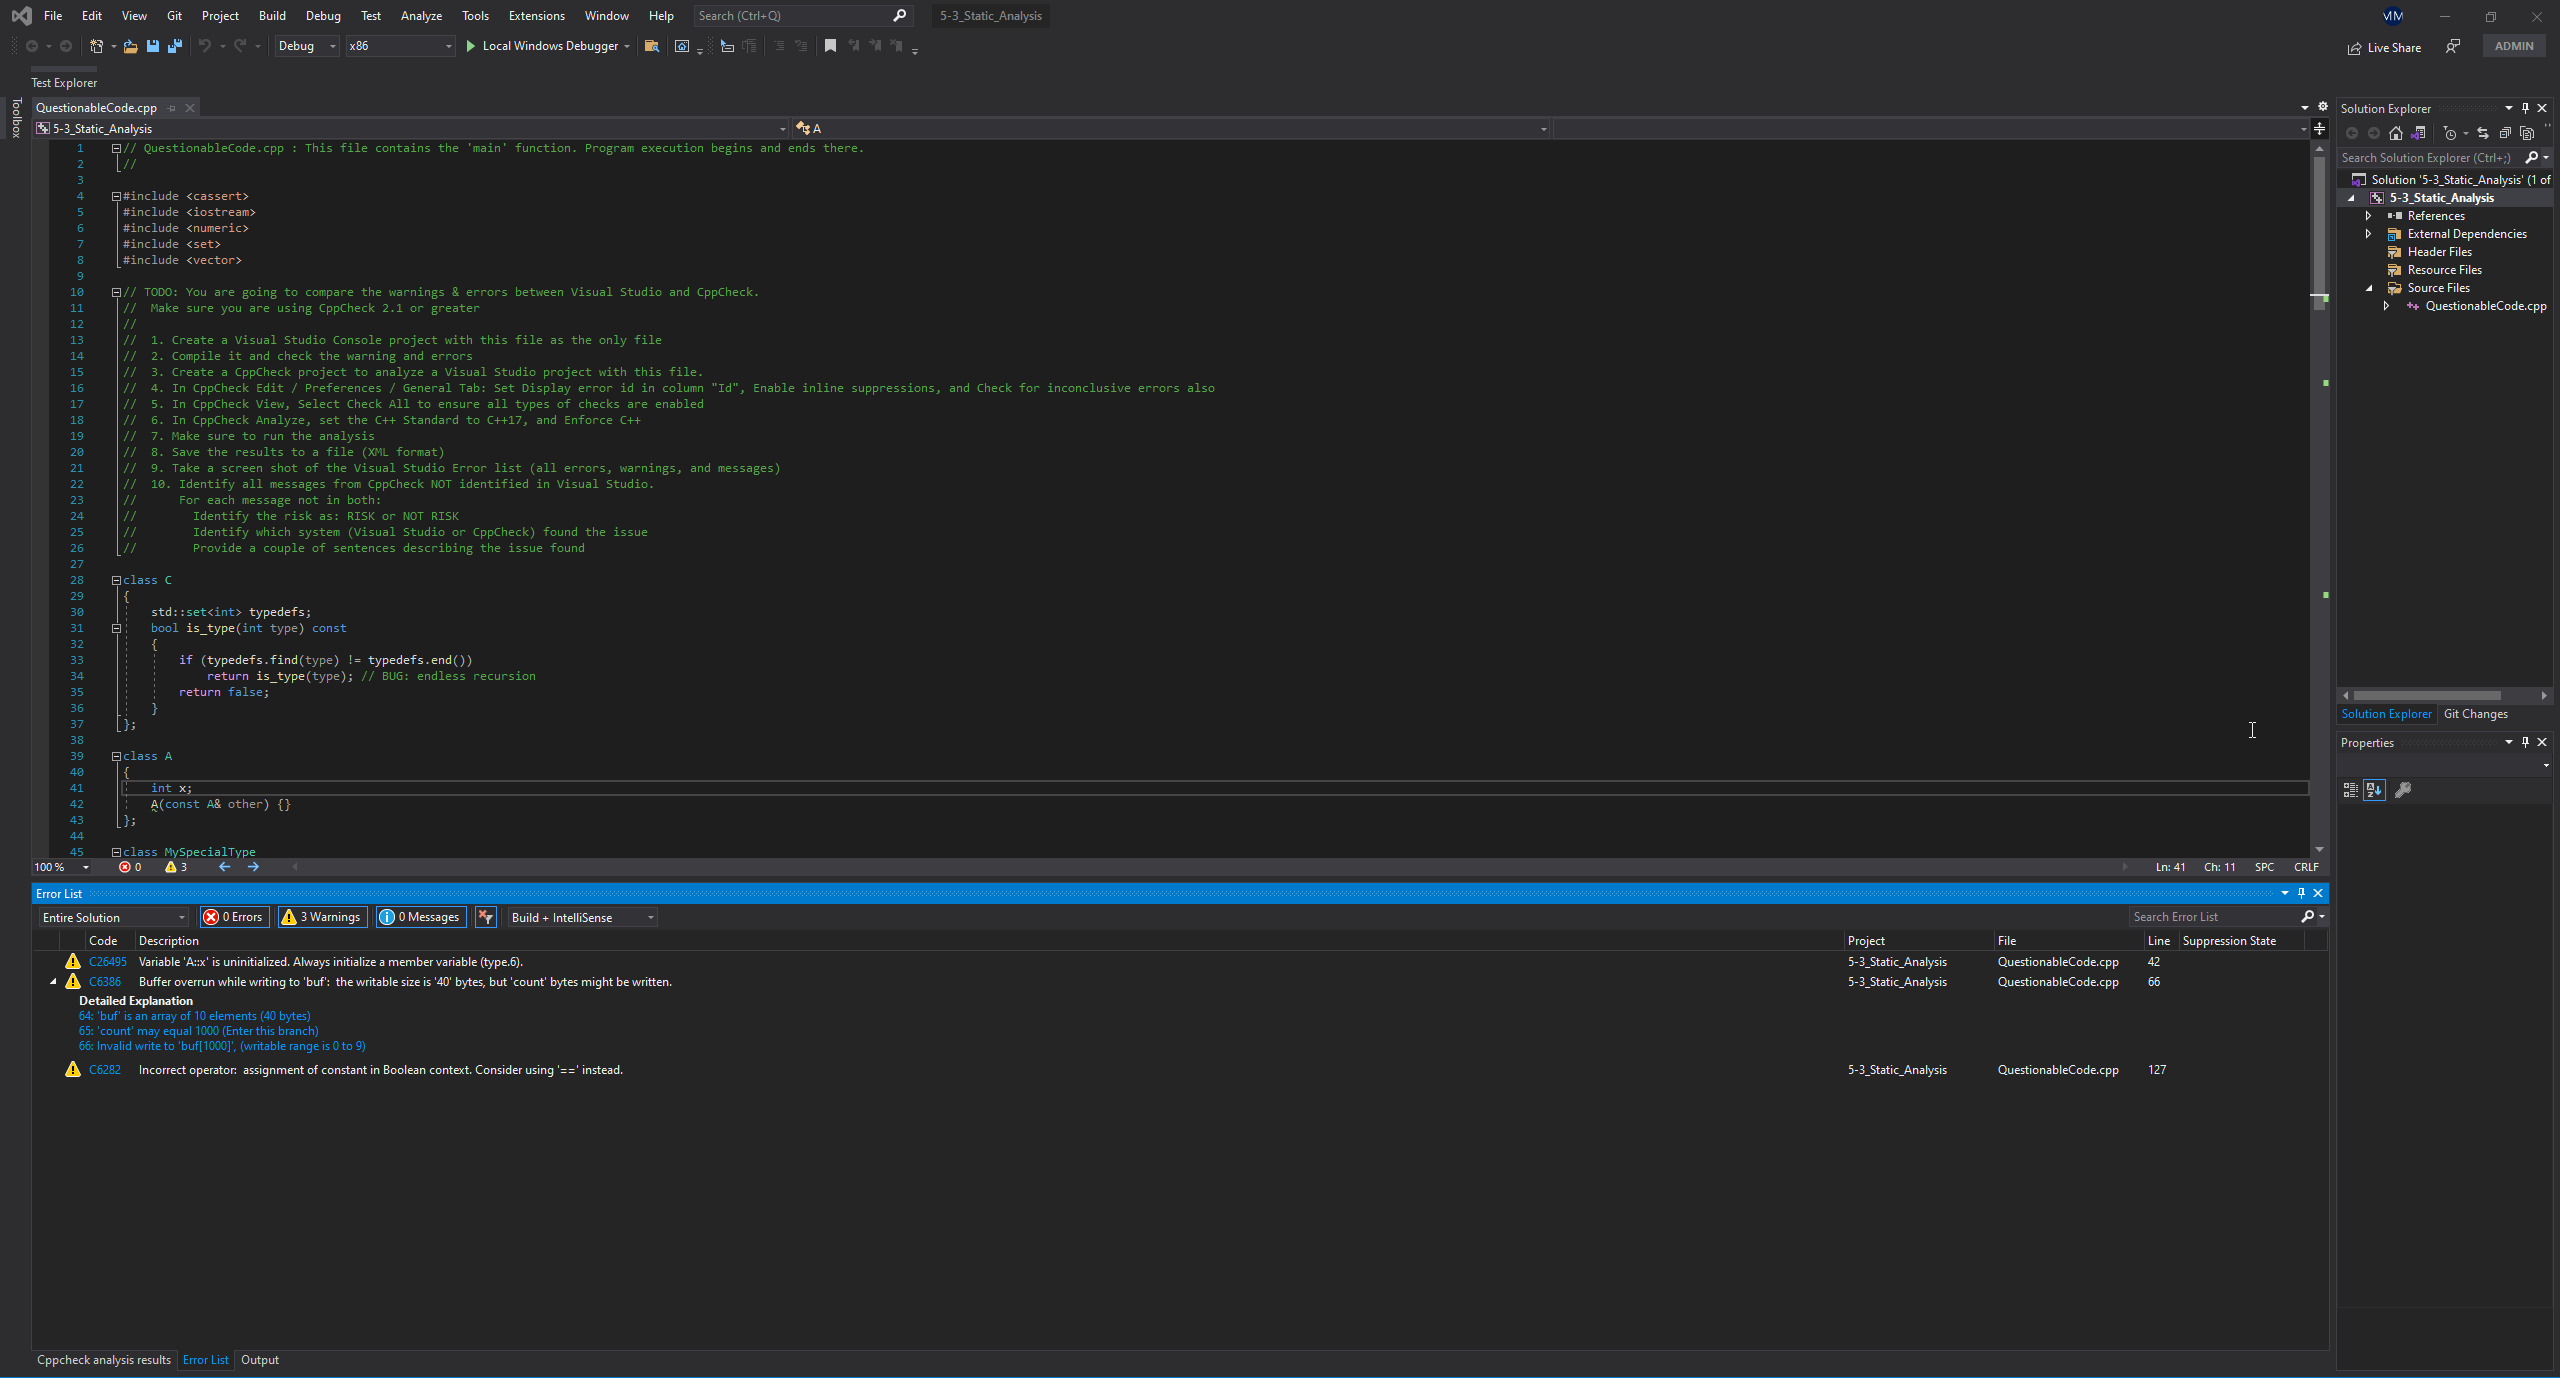 File Edit View Git Project Build Debug Test Analyze Tools Extensions Window Help Search (Ctrl+Q) 5-3_Static_Analysis MM
Debug x86 Local Windows Debugger Live Share ADMIN
Test Explorer
Toolbox
QuestionableCode.cpp
5-3_Static_Analysis A
1 // QuestionableCode.cpp : This file contains the 'main' function. Program execution begins and ends there.
2 //
3
4 #include <cassert>
5 #include <iostream>
6 #include <numeric>
7 #include <set>
8 #include <vector>
9
10 // TODO: You are going to compare the warnings & errors between Visual Studio and CppCheck.
11 //  Make sure you are using CppCheck 2.1 or greater
12 //
13 //  1. Create a Visual Studio Console project with this file as the only file
14 //  2. Compile it and check the warning and errors
15 //  3. Create a CppCheck project to analyze a Visual Studio project with this file.
16 //  4. In CppCheck Edit / Preferences / General Tab: Set Display error id in column "Id", Enable inline suppressions, and Check for inconclusive errors also
17 //  5. In CppCheck View, Select Check All to ensure all types of checks are enabled
18 //  6. In CppCheck Analyze, set the C++ Standard to C++17, and Enforce C++
19 //  7. Make sure to run the analysis
20 //  8. Save the results to a file (XML format)
21 //  9. Take a screen shot of the Visual Studio Error list (all errors, warnings, and messages)
22 //  10. Identify all messages from CppCheck NOT identified in Visual Studio.
23 //      For each message not in both:
24 //        Identify the risk as: RISK or NOT RISK
25 //        Identify which system (Visual Studio or CppCheck) found the issue
26 //        Provide a couple of sentences describing the issue found
27
28 class C
29 {
30     std::set<int> typedefs;
31     bool is_type(int type) const
32     {
33         if (typedefs.find(type) != typedefs.end())
34             return is_type(type); // BUG: endless recursion
35         return false;
36     }
37 };
38
39 class A
40 {
41     int x;
42     A(const A& other) {}
43 };
44
45 class MySpecialType
100 % 0 3 Ln: 41 Ch: 11 SPC CRLF
Error List
Entire Solution 0 Errors 3 Warnings 0 Messages Build + IntelliSense Search Error List
Code Description Project File Line Suppression State
C26495 Variable 'A::x' is uninitialized. Always initialize a member variable (type.6). 5-3_Static_Analysis QuestionableCode.cpp 42
C6386 Buffer overrun while writing to 'buf':  the writable size is '40' bytes, but 'count' bytes might be written. 5-3_Static_Analysis QuestionableCode.cpp 66
Detailed Explanation
64: 'buf' is an array of 10 elements (40 bytes)
65: 'count' may equal 1000 (Enter this branch)
66: Invalid write to 'buf[1000]', (writable range is 0 to 9)
C6282 Incorrect operator:  assignment of constant in Boolean context. Consider using '==' instead. 5-3_Static_Analysis QuestionableCode.cpp 127
Cppcheck analysis results Error List Output
Solution Explorer
Search Solution Explorer (Ctrl+;)
Solution '5-3_Static_Analysis' (1 of
5-3_Static_Analysis
References
External Dependencies
Header Files
Resource Files
Source Files
QuestionableCode.cpp
Solution Explorer Git Changes
Properties